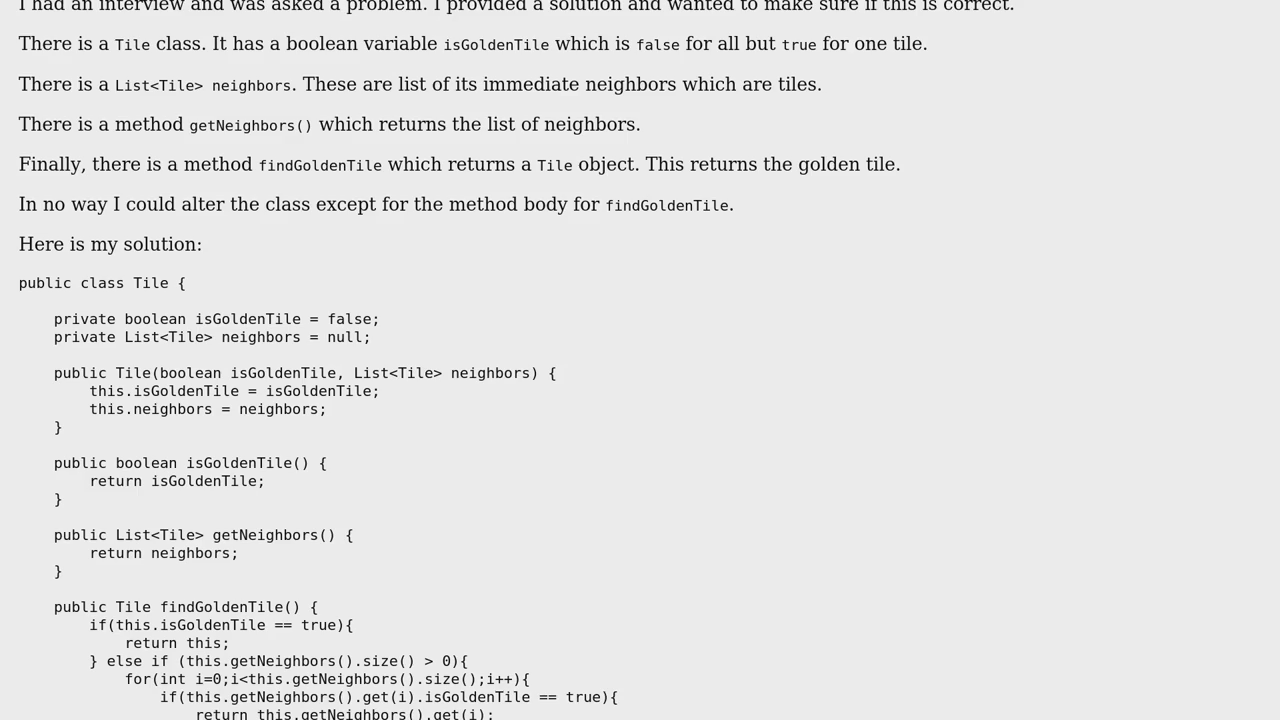 I had an interview and was asked a problem. I provided a solution and wanted to make sure if this is correct.
There is a Tile class. It has a boolean variable isGoldenTile which is false for all but true for one tile.
There is a List<Tile> neighbors. These are list of its immediate neighbors which are tiles.
There is a method getNeighbors() which returns the list of neighbors.
Finally, there is a method findGoldenTile which returns a Tile object. This returns the golden tile.
In no way I could alter the class except for the method body for findGoldenTile.
Here is my solution:
public class Tile {
    private boolean isGoldenTile = false;
    private List<Tile> neighbors = null;
    public Tile(boolean isGoldenTile, List<Tile> neighbors) {
        this.isGoldenTile = isGoldenTile;
        this.neighbors = neighbors;
    }
    public boolean isGoldenTile() {
        return isGoldenTile;
    }
    public List<Tile> getNeighbors() {
        return neighbors;
    }
    public Tile findGoldenTile() {
        if(this.isGoldenTile == true){
            return this;
        } else if (this.getNeighbors().size() > 0){
            for(int i=0;i<this.getNeighbors().size();i++){
                if(this.getNeighbors().get(i).isGoldenTile == true){
                    return this.getNeighbors().get(i);